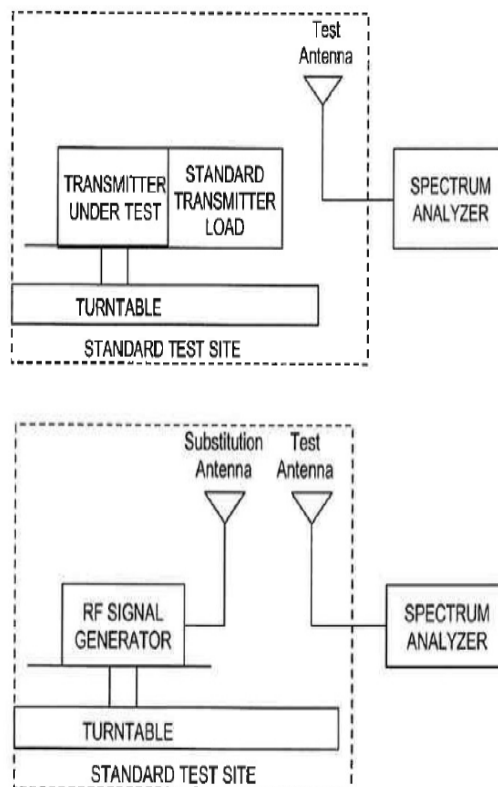 Test
Antenna
TRANSMITTER
UNDER TEST
STANDARD
TRANSMITTER
LOAD
SPECTRUM
ANALYZER
TURNTABLE
STANDARD TEST SITE
Substitution
Antenna
Test
Antenna
RF SIGNAL
GENERATOR
SPECTRUM
ANALYZER
TURNTABLE
STANDARD TEST SITE